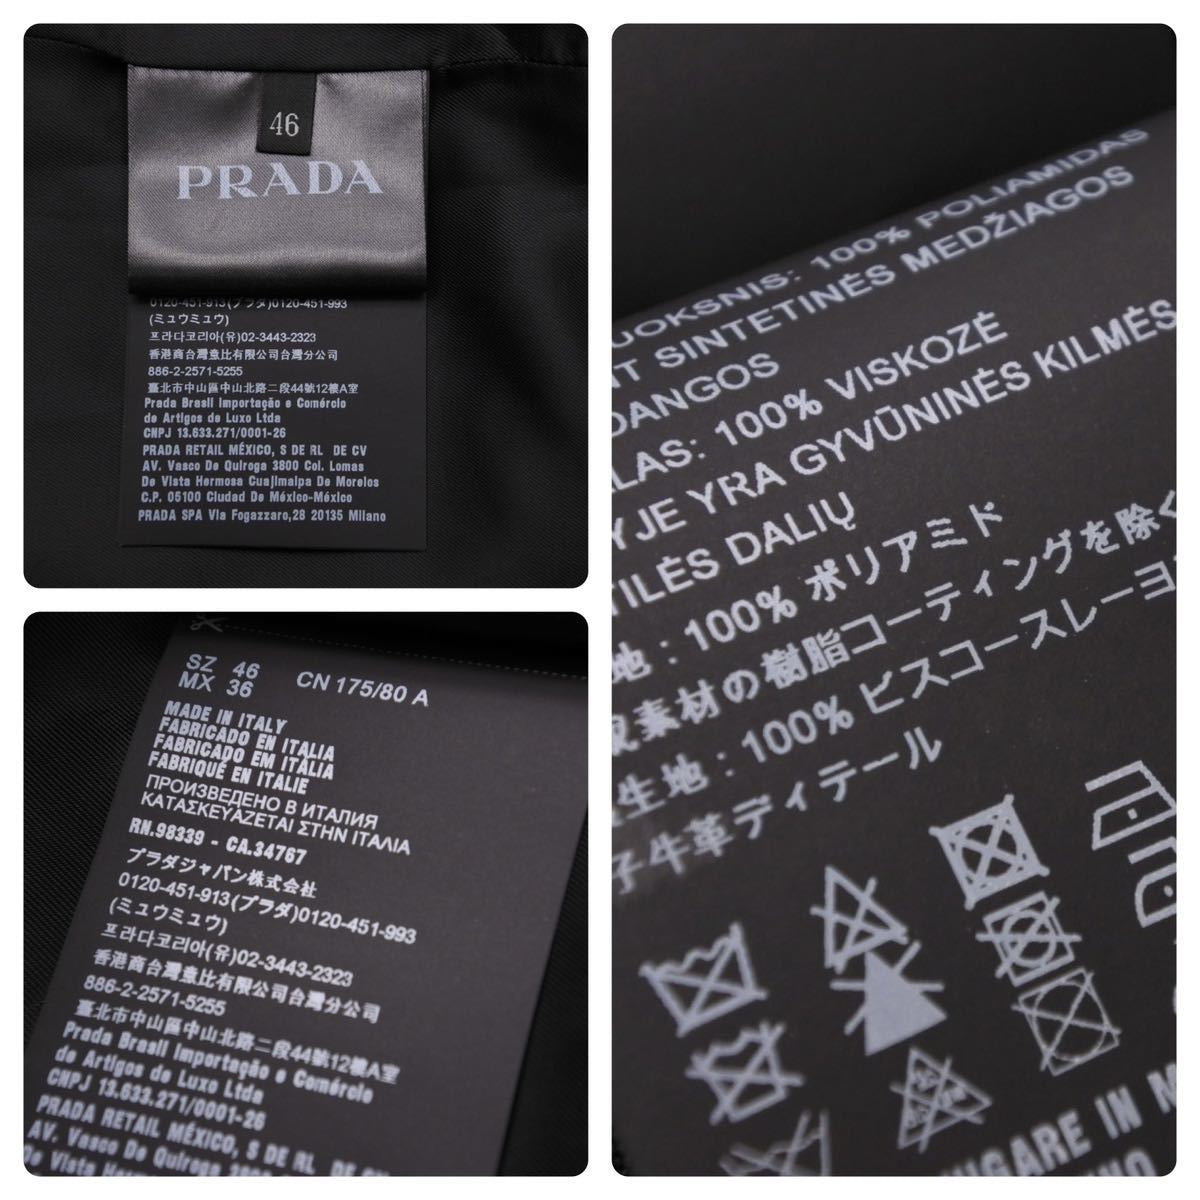 46
PRADA
0120-451-913(プラダ)0120-451-993
(ミュウミュウ)
프라다코리아(유)02-3443-2323
香港商台灣意比有限公司台灣分公司
886-2-2571-5255
臺北市中山區中山北路二段44號12樓A室
Prada Brasil Importação e Comércio
de Artigos de Luxo Ltda
CNPJ 13.633.271/0001-26
PRADA RETAIL MÉXICO, S DE RL DE CV
AV. Vasco De Quiroga 3800 Col. Lomas
De Vista Hermosa Cuajimalpa De Morelos
C.P. 05100 Ciudad De México-México
PRADA SPA Via Fogazzaro,28 20135 Milano
SZ 46
MX 36
CN 175/80 A
MADE IN ITALY
FABRICADO EN ITALIA
FABRICADO EM ITÁLIA
FABRIQUÉ EN ITALIE
ПРОИЗВЕДЕНО В ИТАЛИЯ
ΚΑΤΑΣΚΕΥΑΖΕΤΑΙ ΣΤΗΝ ΙΤΑΛΙΑ
RN.98339 - CA.34767
プラダジャパン株式会社
0120-451-913(プラダ)0120-451-993
(ミュウミュウ)
프라다코리아(유)02-3443-2323
香港商台灣意比有限公司台灣分公司
886-2-2571-5255
臺北市中山區中山北路二段44號12樓A室
Prada Brasil Importação e Comércio
de Artigos de Luxo Ltda
CNPJ 13.633.271/0001-26
PRADA RETAIL MÉXICO, S DE RL DE CV
AV. Vasco De Quiroga 3800
De Vista
UOKSNIS: 100% POLIAMIDAS
NT SINTETINĖS MEDŽIAGOS
DANGOS
LAS: 100% VISKOZĖ
YJE YRA GYVŪNINĖS KILMĖS
TILĖS DALIŲ
地 : 100% ポリアミド
皮素材の樹脂コーティングを除く
生地 : 100% ビスコースレーヨ
子牛革ディテール
NGARE IN